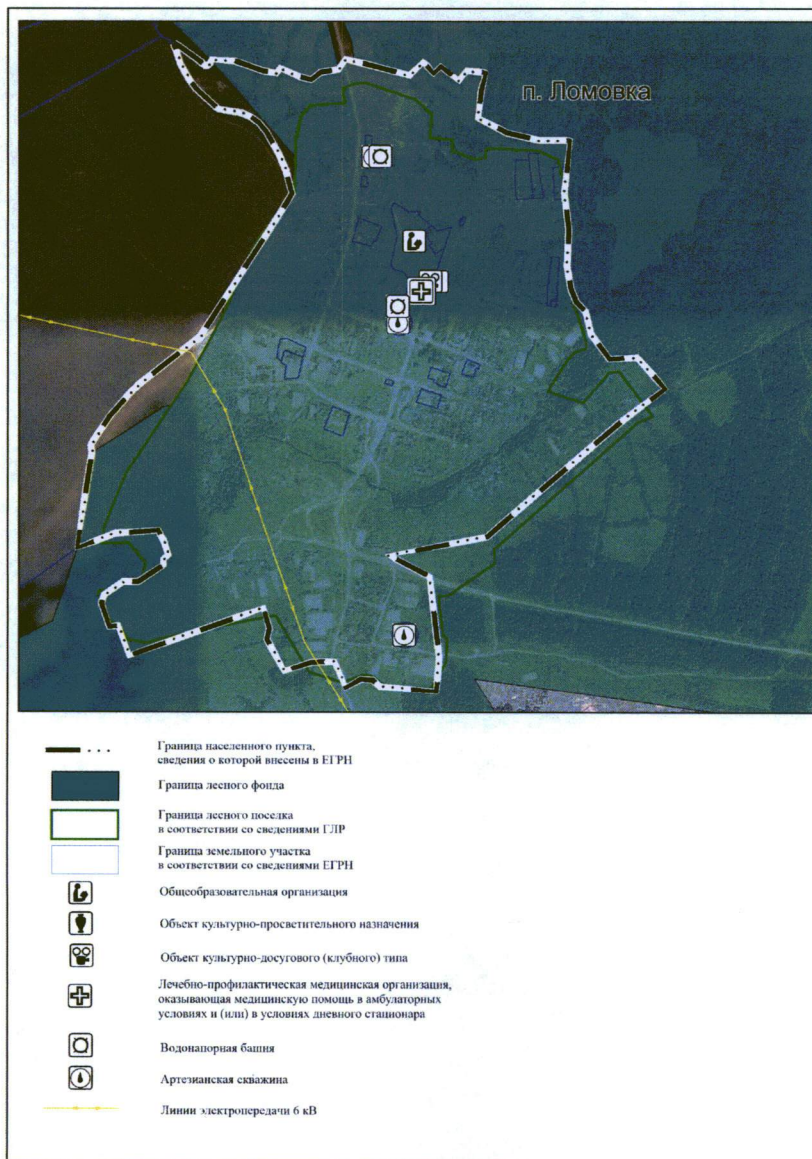 п. Ломовка
Граница населенного пункта,
сведения о которой внесены в ЕГРН
Граница лесного фонда
Граница лесного поселка
в соответствии со сведениями ГЛР
Граница земельного участка
в соответствии со сведениями ЕГРН
Общеобразовательная организация
Объект культурно-просветительного назначения
Объект культурно-досугового (клубного) типа
Лечебно-профилактическая медицинская организация,
оказывающая медицинскую помощь в амбулаторных
условиях и (или) в условиях дневного стационара
Водонапорная башня
Артезианская скважина
Линии электропередачи 6 кВ